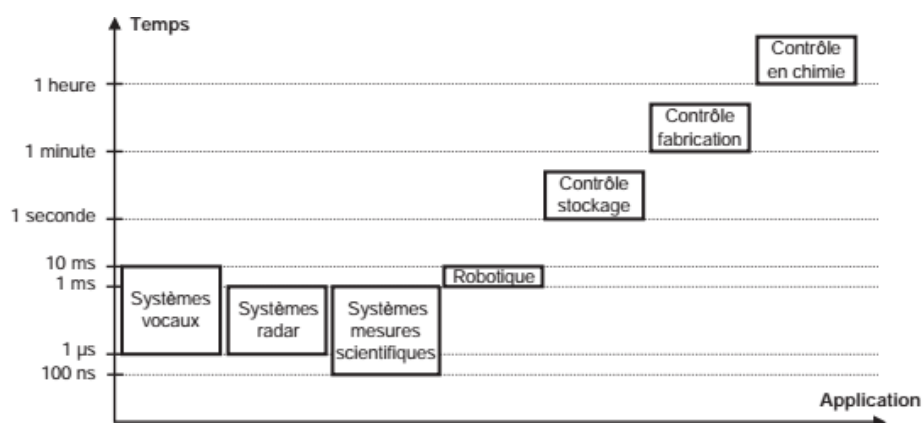 Temps
Contrôle
en chimie
1 heure
Contrôle
fabrication
1 minute
Contrôle
stockage
1 seconde
10 ms
1 ms
Robotique
Systèmes
vocaux
Systèmes
radar
Systèmes
mesures
scientifiques
1 µs
100 ns
Application